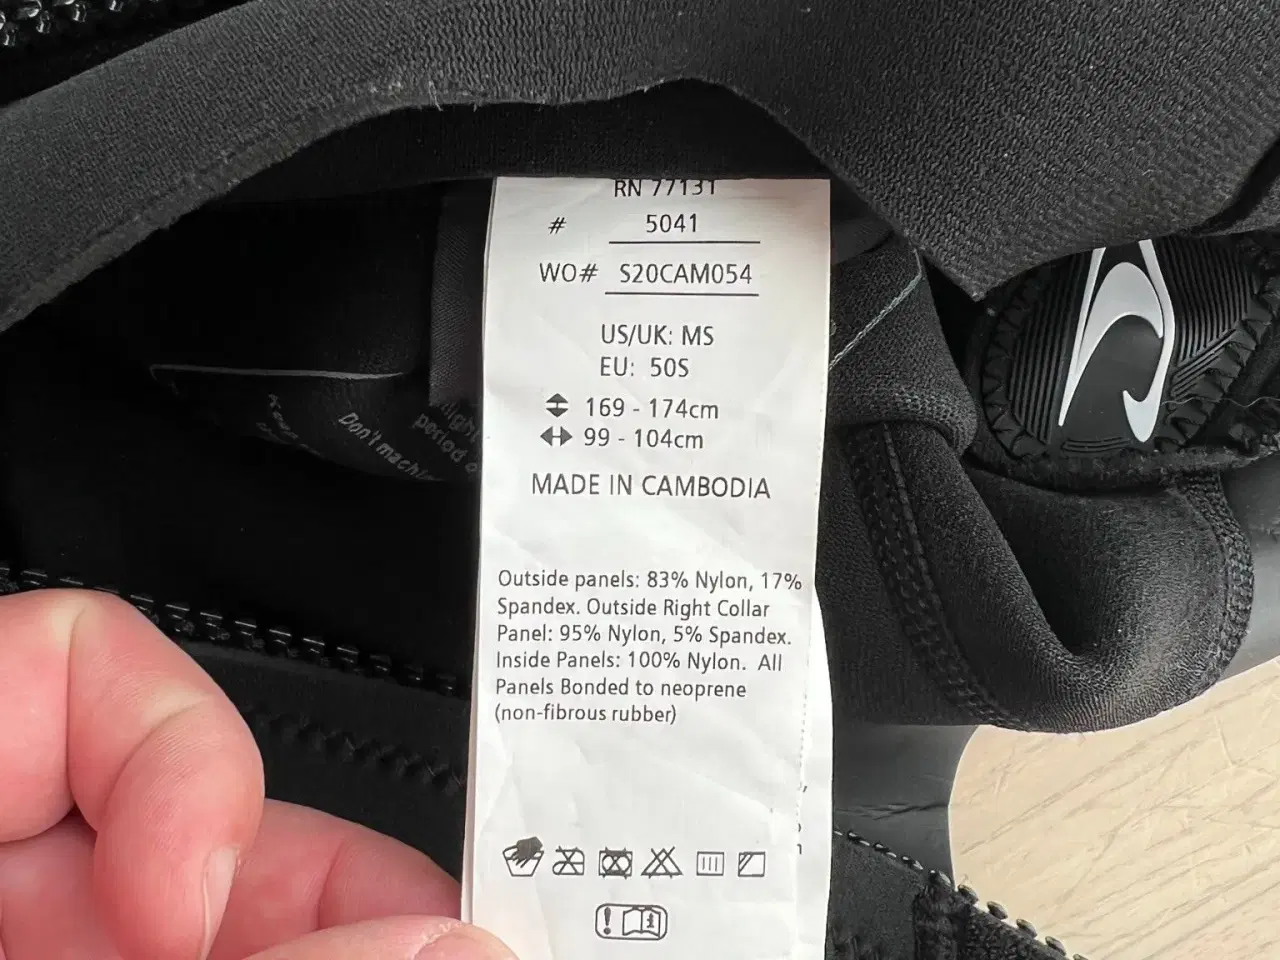 RN 77131
# 5041
WO# S20CAM054
US/UK: MS
EU: 50S
169 - 174cm
99 - 104cm
MADE IN CAMBODIA
Outside panels: 83% Nylon, 17%
Spandex. Outside Right Collar
Panel: 95% Nylon, 5% Spandex.
Inside Panels: 100% Nylon. All
Panels Bonded to neoprene
(non-fibrous rubber)
Don't
period